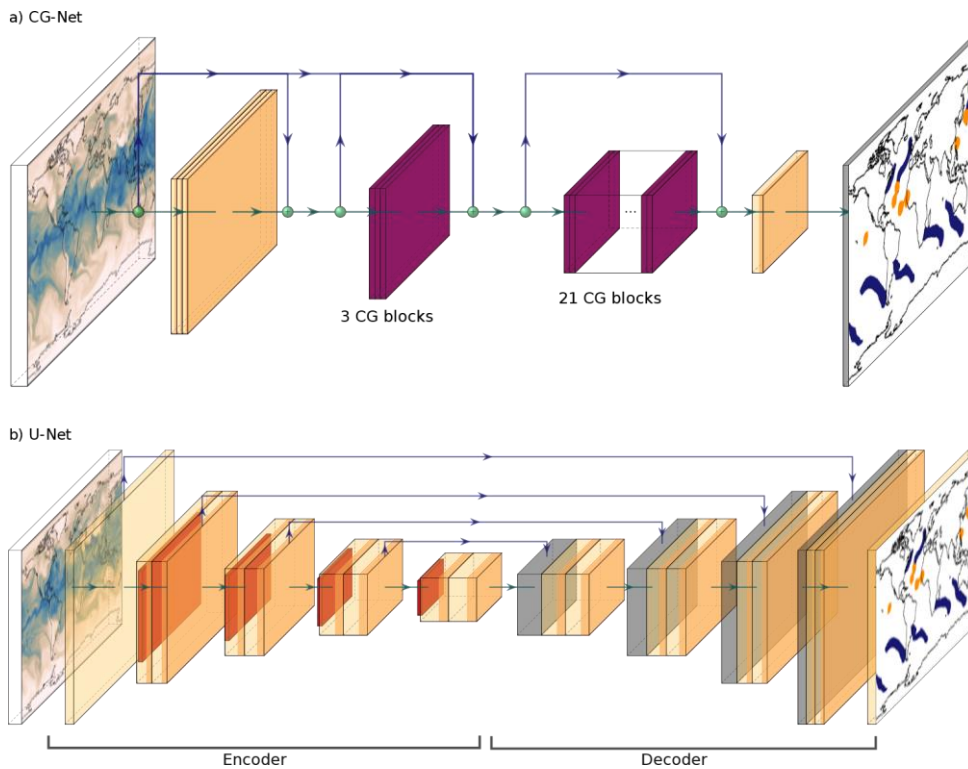 a) CG-Net
3 CG blocks
...
21 CG blocks
b) U-Net
Encoder
Decoder